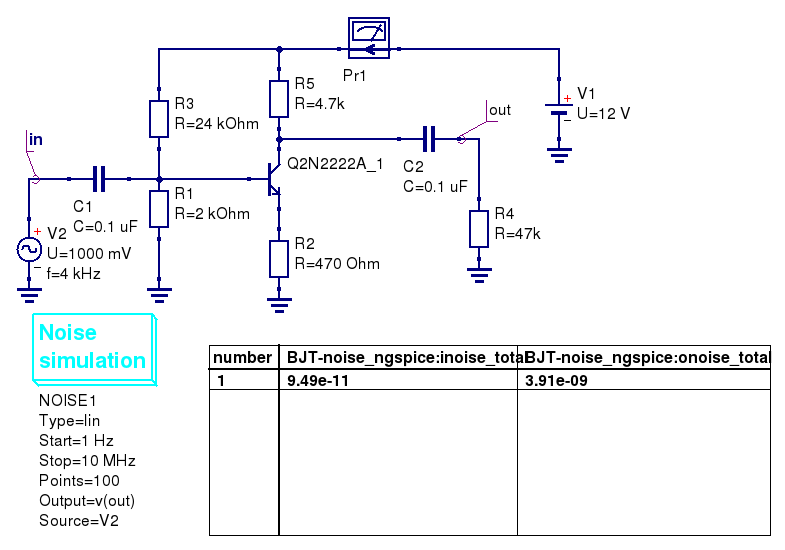 Pr1
R5
R=4.7k
V1
U=12 V
+
−
R3
R=24 kOhm
out
in
Q2N2222A_1
C2
C=0.1 uF
C1
C=0.1 uF
R1
R=2 kOhm
R4
R=47k
+
V2
U=1000 mV
−
f=4 kHz
R2
R=470 Ohm
Noise
simulation
NOISE1
Type=lin
Start=1 Hz
Stop=10 MHz
Points=100
Output=v(out)
Source=V2
number BJT-noise_ngspice:inoise_total BJT-noise_ngspice:onoise_total
1 9.49e-11 3.91e-09